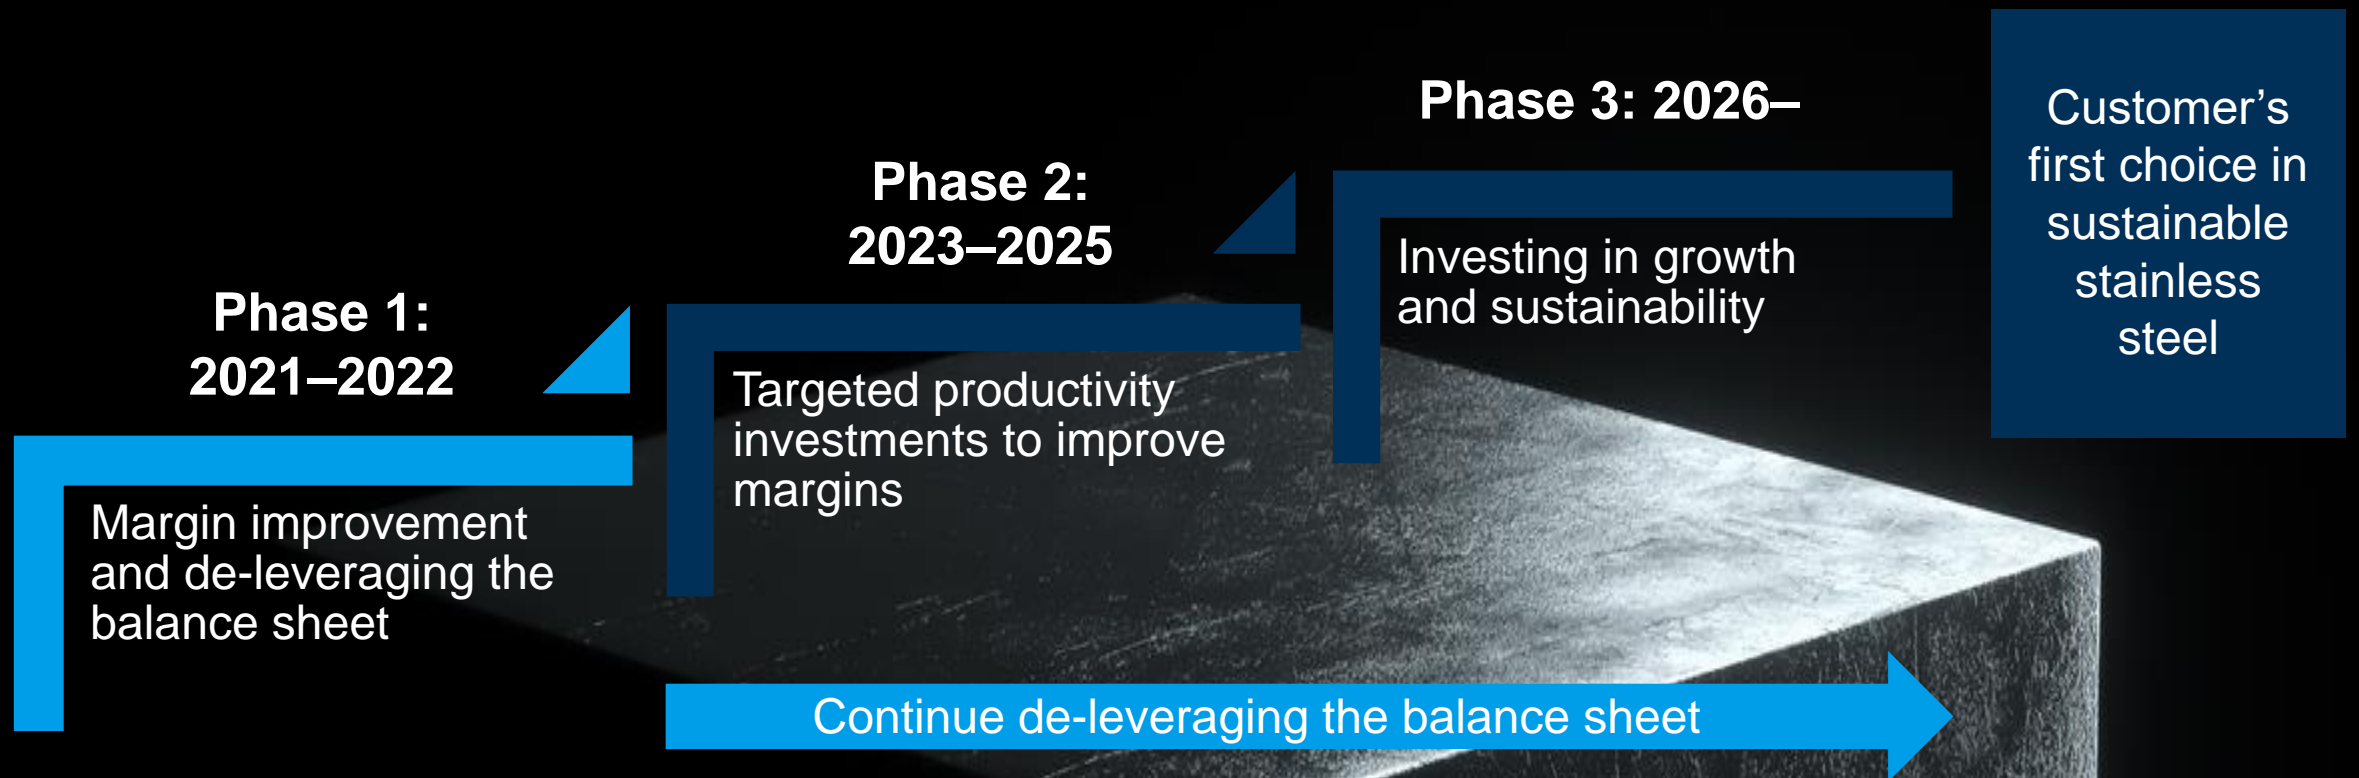 Phase 1:
2021–2022
Margin improvement
and de-leveraging the
balance sheet
Phase 2:
2023–2025
Targeted productivity
investments to improve
margins
Phase 3: 2026–
Investing in growth
and sustainability
Customer’s
first choice in
sustainable
stainless
steel
Continue de-leveraging the balance sheet